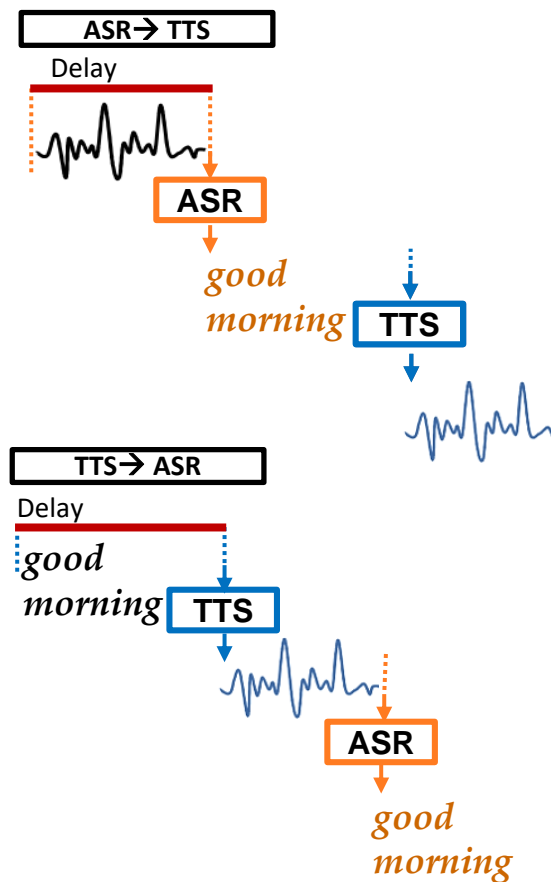 ASR→ TTS
Delay
ASR
good
morning
TTS
TTS→ ASR
Delay
good
morning
TTS
ASR
good
morning